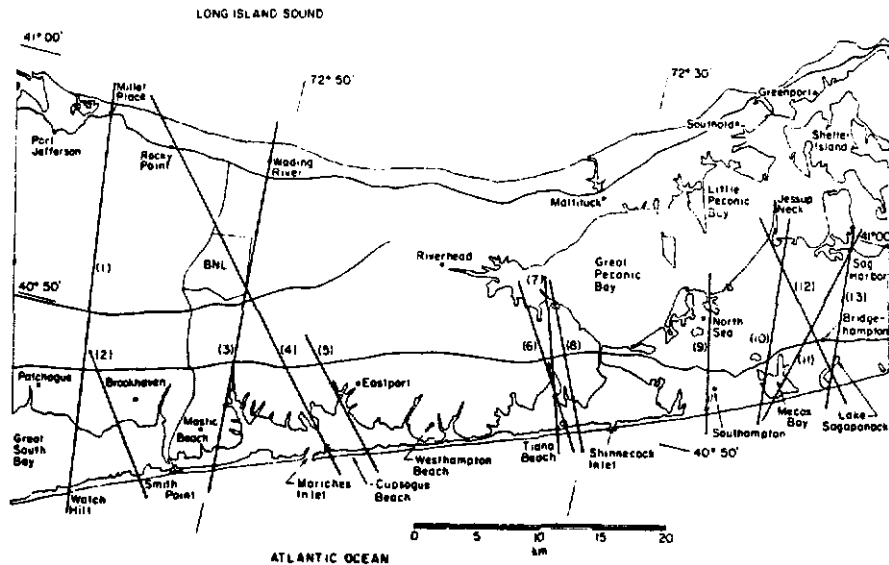 LONG ISLAND SOUND
41° 00'
Miller
Place
72° 50'
72° 30'
Greenport
Port
Jefferson
Rocky
Point
Wading
River
Southold
Shelter
Island
Mattituck
Little
Peconic
Bay
Jessup
Neck
41° 00'
Sag
Harbor
BNL
Riverhead
Great
Peconic
Bay
(1)
(7)
(12)
(13)
40° 50'
North
Sea
Bridge-
hampton
(2)
(3)
(4)
(5)
(6)
(8)
(9)
(10)
(11)
Patchogue
Brookhaven
Eastport
Mastic
Beach
Great
South
Bay
Westhampton
Beach
Tiana
Beach
Shinnecock
Inlet
Southampton
Mecox
Bay
Lake
Sagaponack
40° 50'
Watch
Hill
Smith
Point
Moriches
Inlet
Cupsogue
Beach
0 5 10 15 20
km
ATLANTIC OCEAN